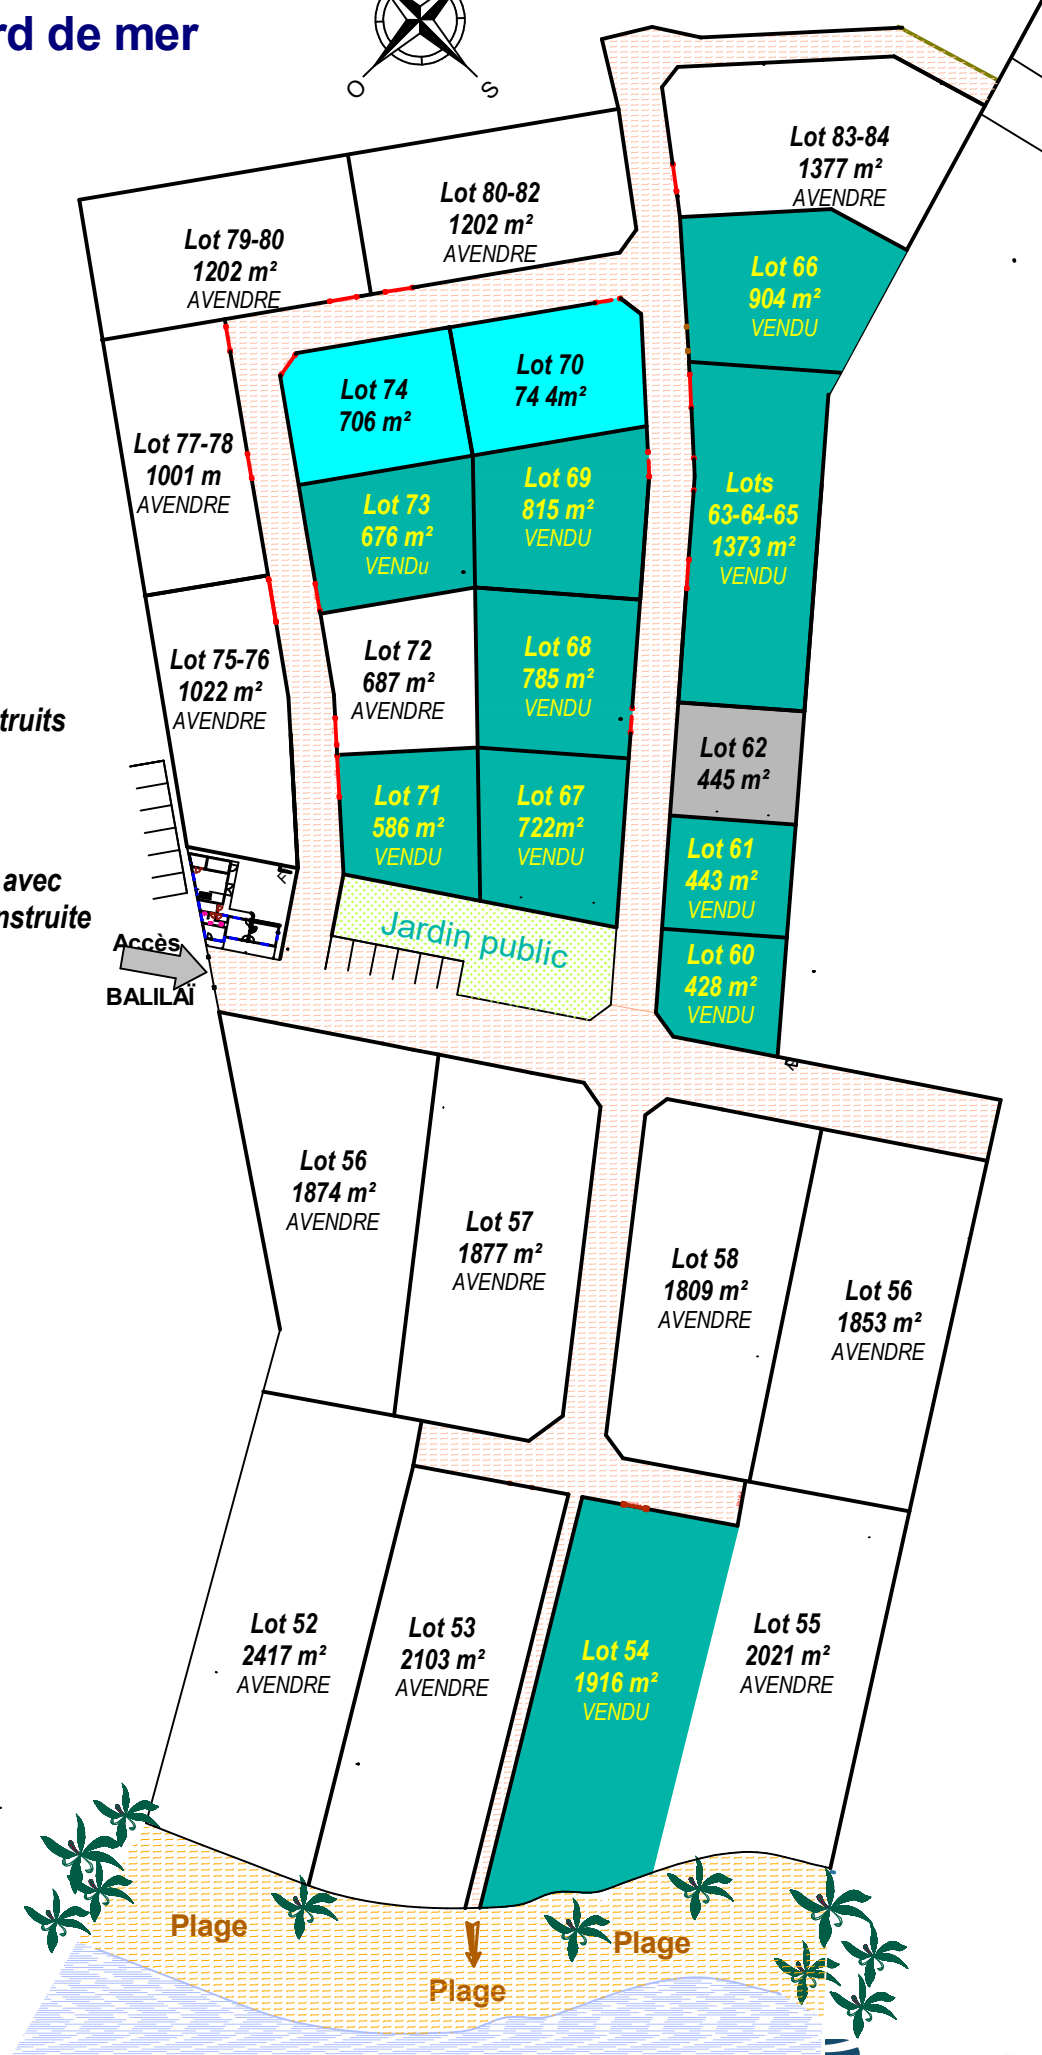 rd de mer
O
S
Lot 83-84
1377 m²
AVENDRE
Lot 80-82
1202 m²
AVENDRE
Lot 79-80
1202 m²
AVENDRE
Lot 66
904 m²
VENDU
Lot 74
706 m²
Lot 70
74 4m²
Lot 77-78
1001 m
AVENDRE
Lot 73
676 m²
VENDu
Lot 69
815 m²
VENDU
Lots
63-64-65
1373 m²
VENDU
Lot 75-76
1022 m²
AVENDRE
Lot 72
687 m²
AVENDRE
Lot 68
785 m²
VENDU
truits
Lot 62
445 m²
Lot 71
586 m²
VENDU
Lot 67
722m²
VENDU
Lot 61
443 m²
VENDU
avec
nstruite
Jardin public
Accès
BALILAÏ
Lot 60
428 m²
VENDU
Lot 56
1874 m²
AVENDRE
Lot 57
1877 m²
AVENDRE
Lot 58
1809 m²
AVENDRE
Lot 56
1853 m²
AVENDRE
Lot 52
2417 m²
AVENDRE
Lot 53
2103 m²
AVENDRE
Lot 54
1916 m²
VENDU
Lot 55
2021 m²
AVENDRE
Plage
Plage
Plage